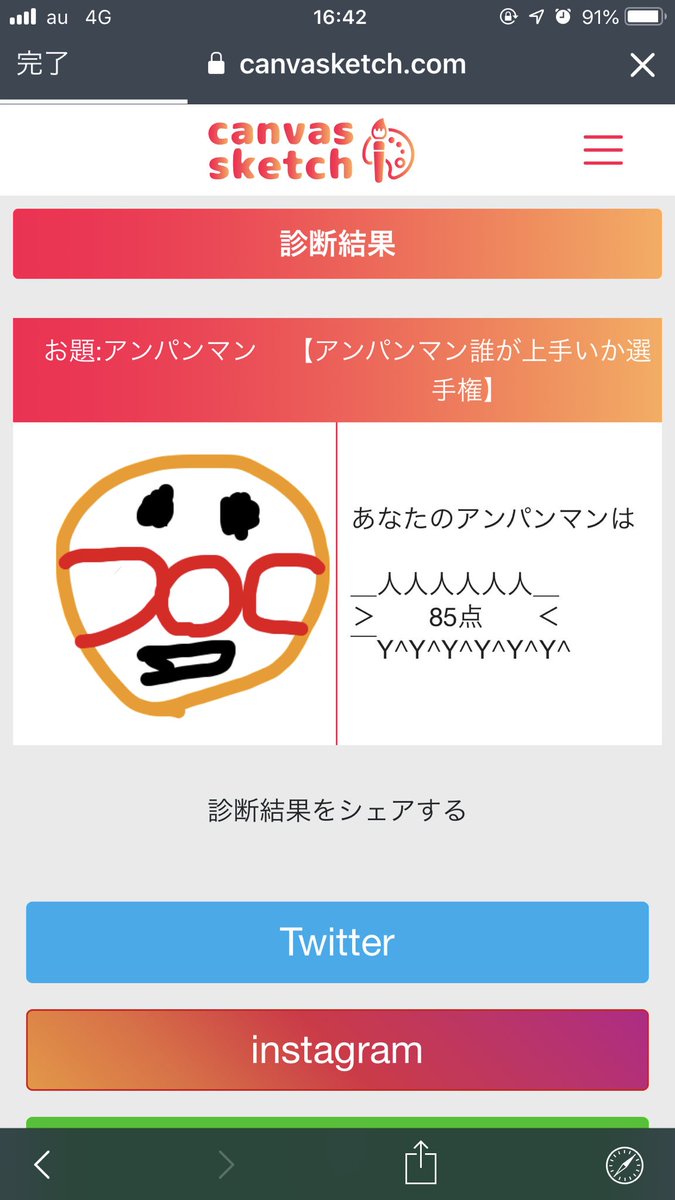 au 4G 16:42 91%
完了 canvasketch.com
canvas
sketch
診断結果
お題:アンパンマン 【アンパンマン誰が上手いか選
手権】
あなたのアンパンマンは
＿人人人人人人＿
＞ 85点 ＜
￣Y^Y^Y^Y^Y^Y^
診断結果をシェアする
Twitter
instagram